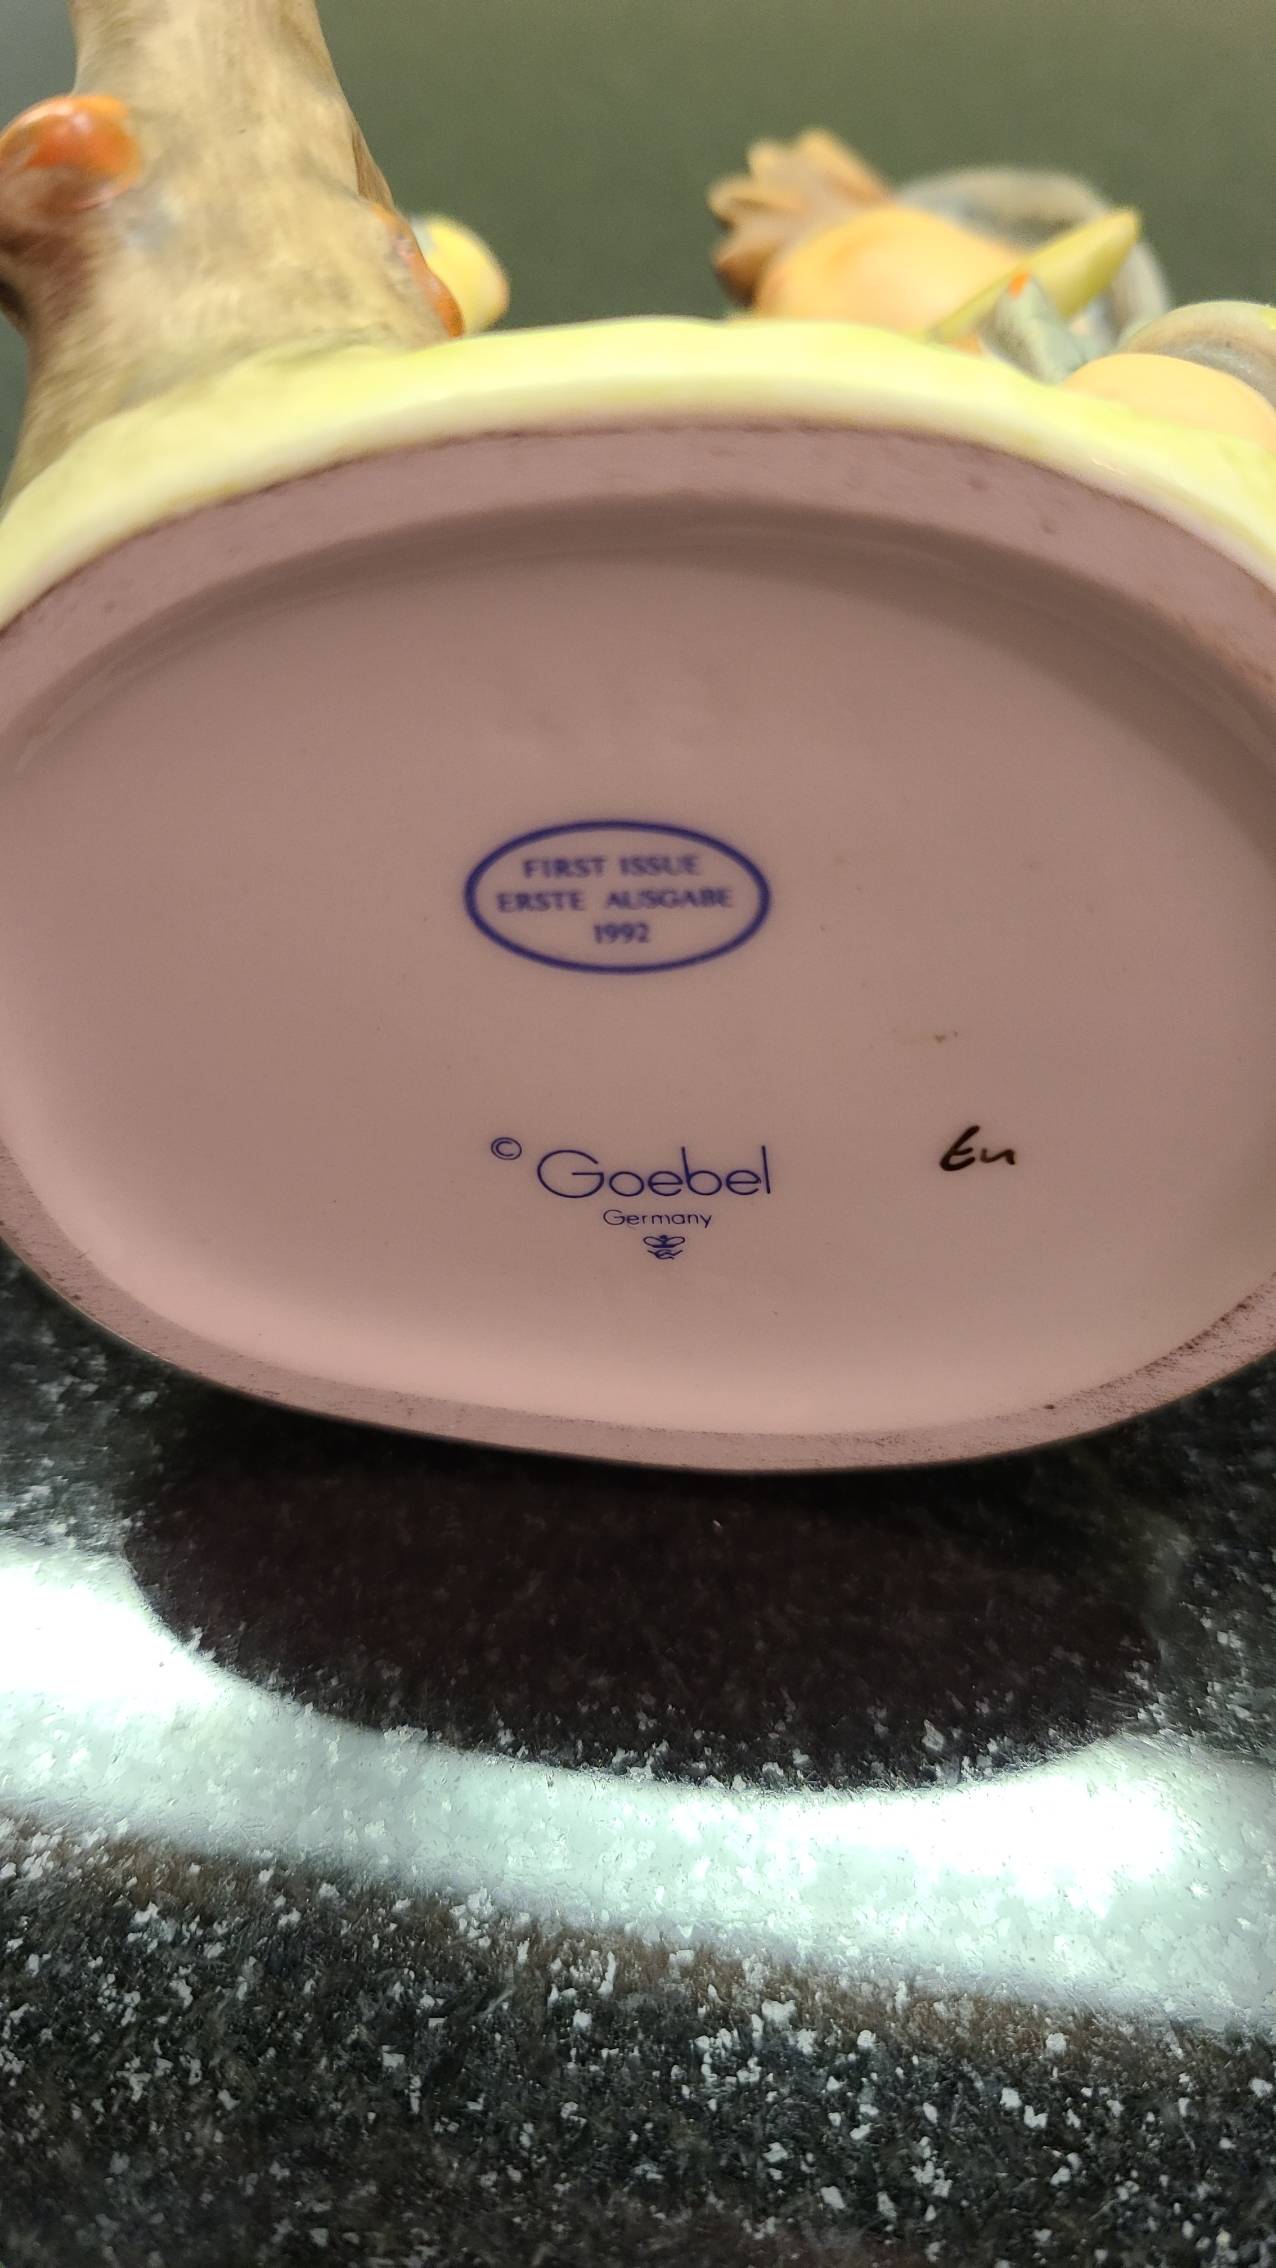 FIRST ISSUE
ERSTE AUSGABE
1992
© Goebel
Germany